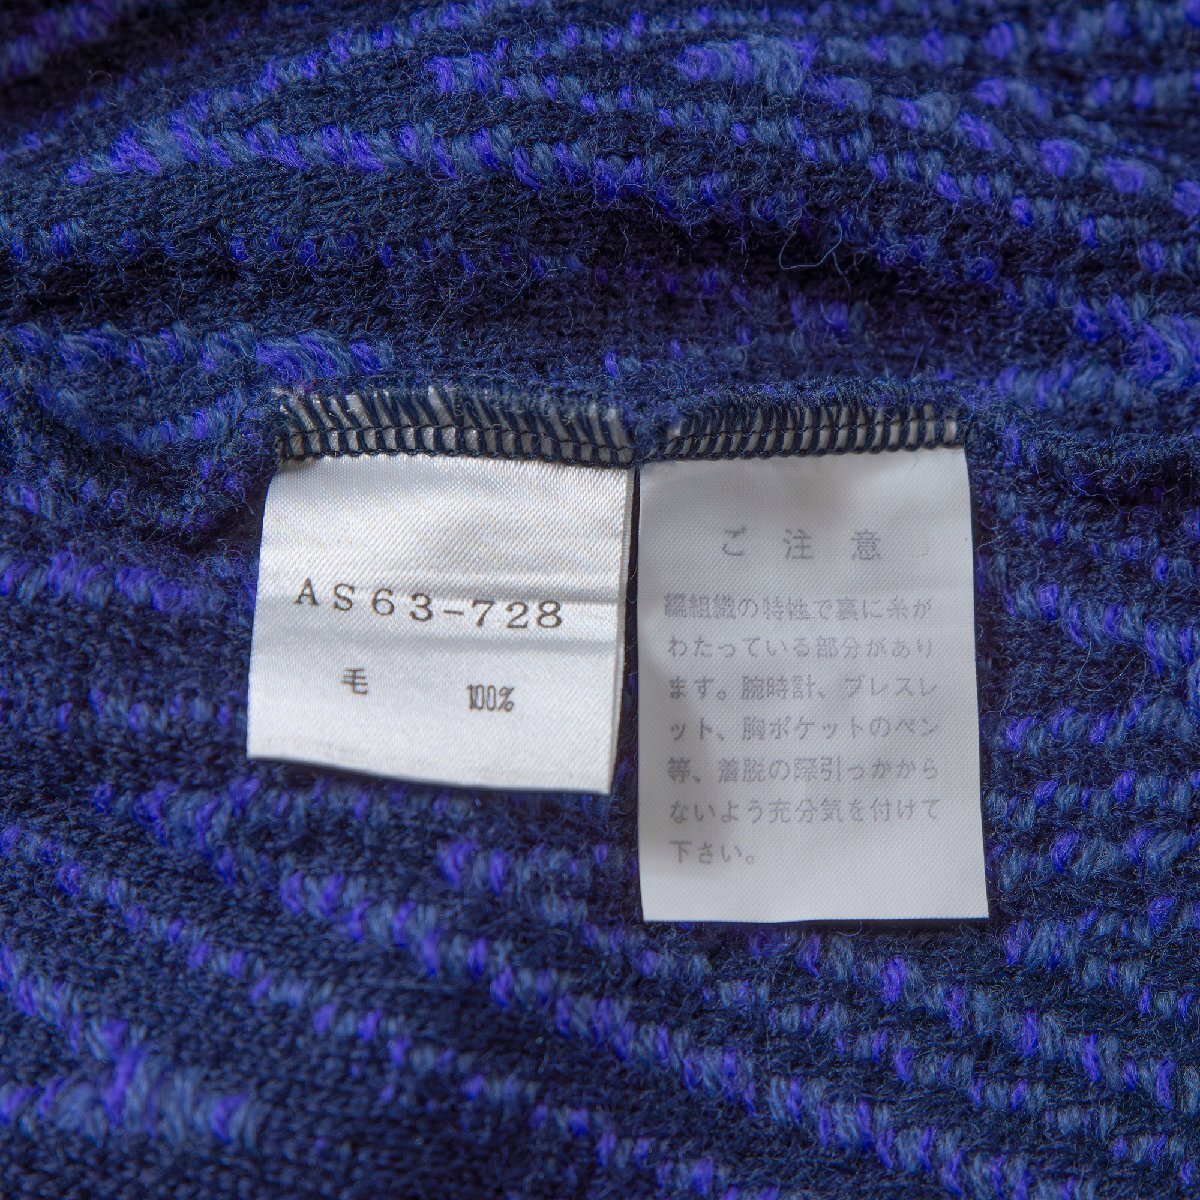 AS63-728
毛 100%
ご注意
編組織の特性で裏に糸が
わたっている部分があり
ます。腕時計、ブレスレ
ット、胸ポケットのペン
等、着脱の際引っかから
ないよう充分気を付けて
下さい。